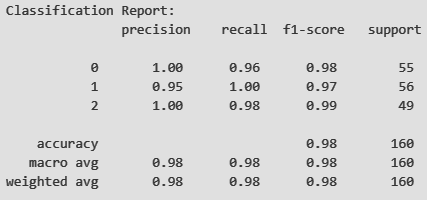 Classification Report:
precision recall f1-score support
0 1.00 0.96 0.98 55
1 0.95 1.00 0.97 56
2 1.00 0.98 0.99 49
accuracy 0.98 160
macro avg 0.98 0.98 0.98 160
weighted avg 0.98 0.98 0.98 160